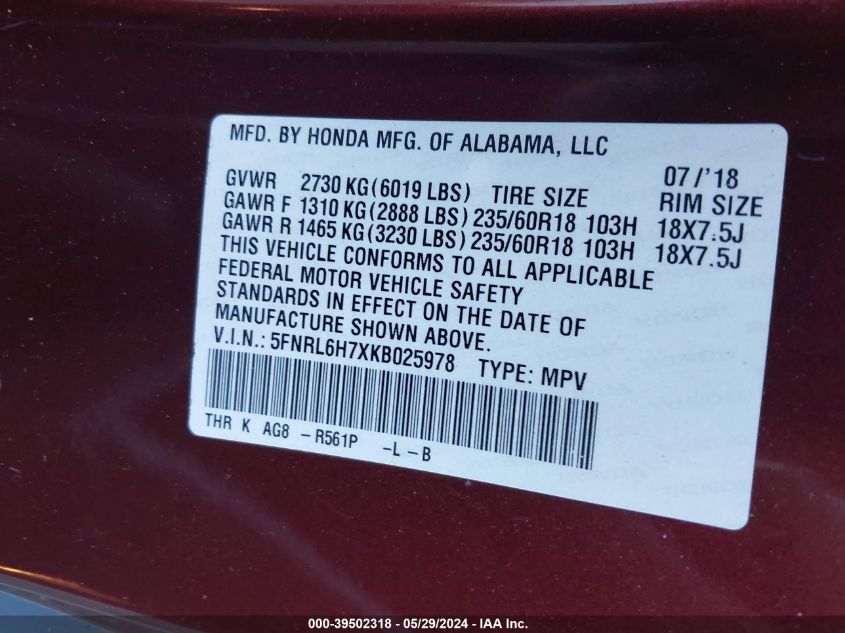 MFD. BY HONDA MFG. OF ALABAMA, LLC
07/'18
GVWR 2730 KG(6019 LBS) TIRE SIZE RIM SIZE
GAWR F 1310 KG(2888 LBS) 235/60R18 103H 18X7.5J
GAWR R 1465 KG(3230 LBS) 235/60R18 103H 18X7.5J
THIS VEHICLE CONFORMS TO ALL APPLICABLE
FEDERAL MOTOR VEHICLE SAFETY
STANDARDS IN EFFECT ON THE DATE OF
MANUFACTURE SHOWN ABOVE.
V.I.N.: 5FNRL6H7XKB025978 TYPE: MPV
THR K AG8 -R561P -L-B
000-39502318 - 05/29/2024 - IAA Inc.